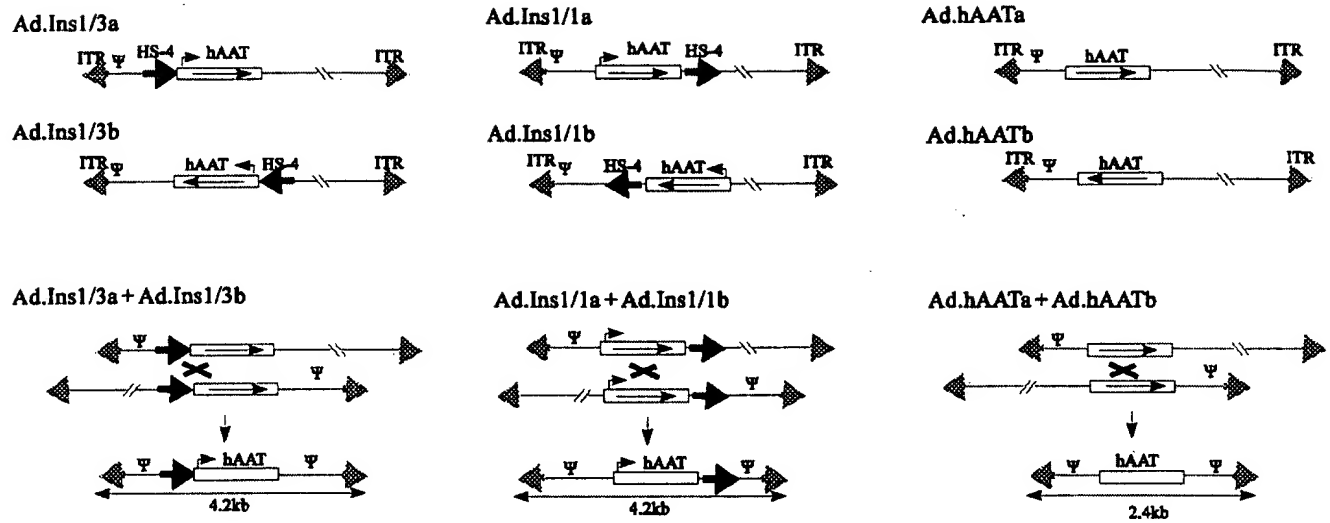 Ad.Ins1/3a
ITR Ψ HS-4 hAAT ITR
Ad.Ins1/1a
ITR Ψ hAAT HS-4 ITR
Ad.hAATa
ITR Ψ hAAT ITR
Ad.Ins1/3b
ITR Ψ hAAT HS-4 ITR
Ad.Ins1/1b
ITR Ψ HS-4 hAAT ITR
Ad.hAATb
ITR Ψ hAAT ITR
Ad.Ins1/3a + Ad.Ins1/3b
Ψ
Ψ
Ψ hAAT Ψ
4.2kb
Ad.Ins1/1a + Ad.Ins1/1b
Ψ
Ψ
Ψ hAAT Ψ
4.2kb
Ad.hAATa + Ad.hAATb
Ψ
Ψ
Ψ hAAT Ψ
2.4kb